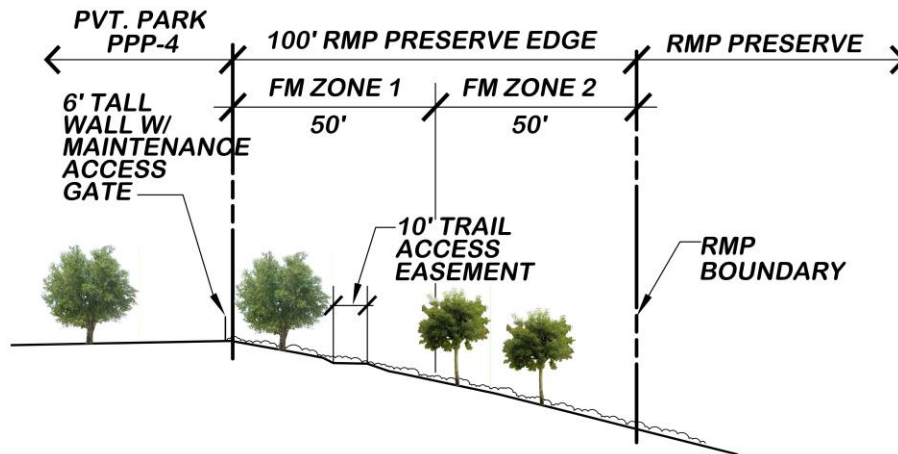 PVT. PARK
PPP-4
100' RMP PRESERVE EDGE
RMP PRESERVE
FM ZONE 1
FM ZONE 2
50'
50'
6' TALL
WALL W/
MAINTENANCE
ACCESS
GATE
10' TRAIL
ACCESS
EASEMENT
RMP
BOUNDARY